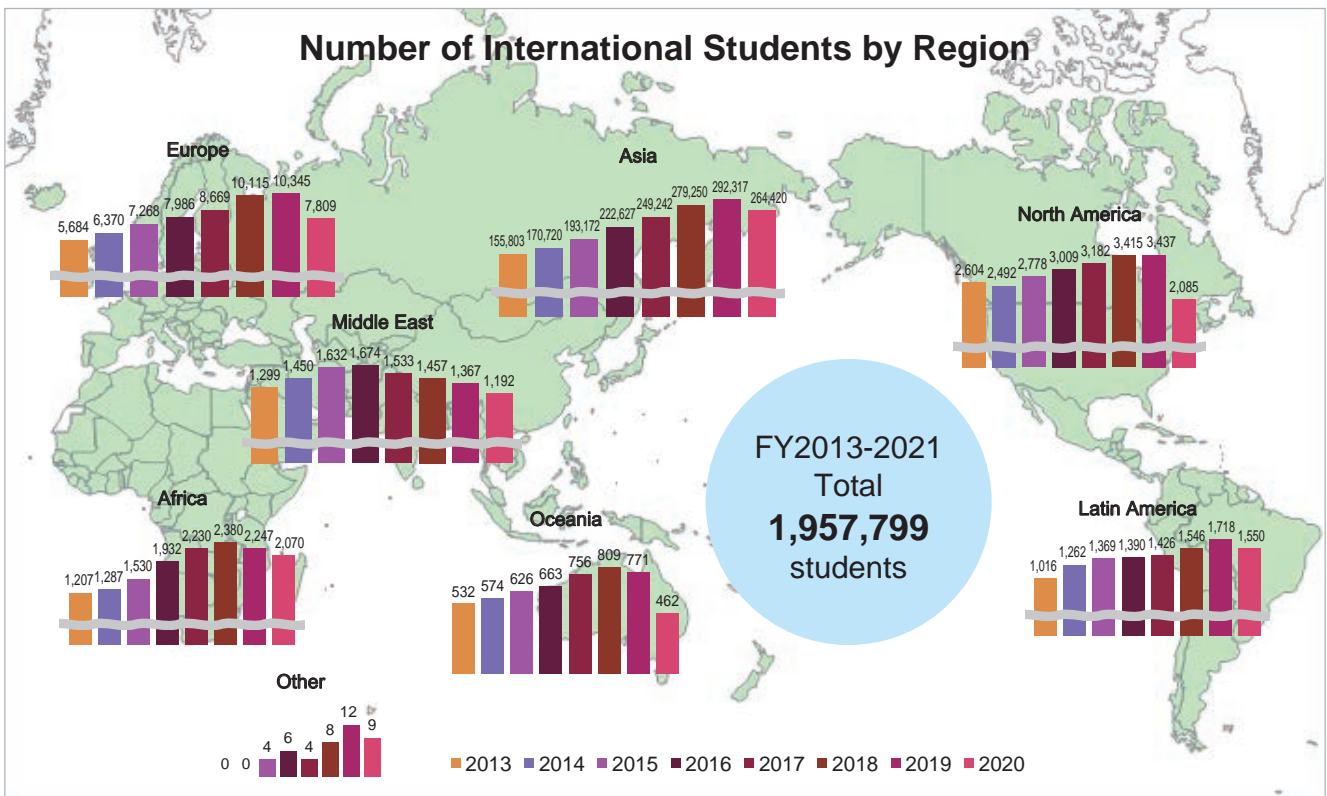 Number of International Students by Region
Europe
5,684 6,370 7,268 7,986 8,669 10,115 10,345 7,809
Asia
155,803 170,720 193,172 222,627 249,242 279,250 292,317 264,420
North America
2,604 2,492 2,778 3,009 3,182 3,415 3,437 2,085
Middle East
1,299 1,450 1,632 1,674 1,533 1,457 1,367 1,192
Africa
1,207 1,287 1,530 1,932 2,230 2,380 2,247 2,070
Oceania
532 574 626 663 756 809 771 462
FY2013-2021
Total
1,957,799
students
Latin America
1,016 1,262 1,369 1,390 1,426 1,546 1,718 1,550
Other
0 0 4 6 4 8 12 9
2013 2014 2015 2016 2017 2018 2019 2020